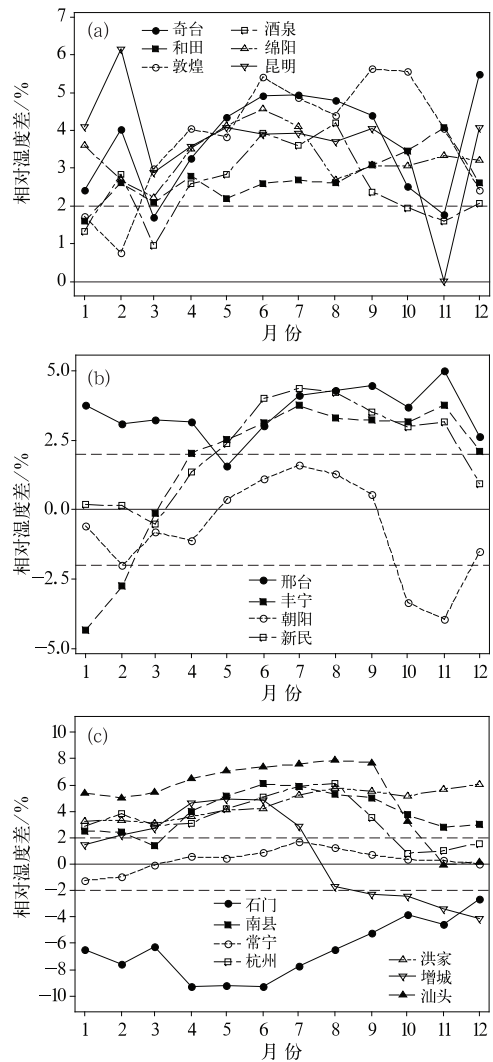 (a)
奇台
和田
敦煌
酒泉
绵阳
昆明
7
6
5
4
3
2
1
0
相对湿度差/%
1 2 3 4 5 6 7 8 9 10 11 12
月 份
(b)
5.0
2.5
0.0
−2.5
−5.0
相对湿度差/%
邢台
丰宁
朝阳
新民
1 2 3 4 5 6 7 8 9 10 11 12
月 份
(c)
10
8
6
4
2
0
−2
−4
−6
−8
−10
相对湿度差/%
石门
南县
常宁
杭州
洪家
增城
汕头
1 2 3 4 5 6 7 8 9 10 11 12
月 份